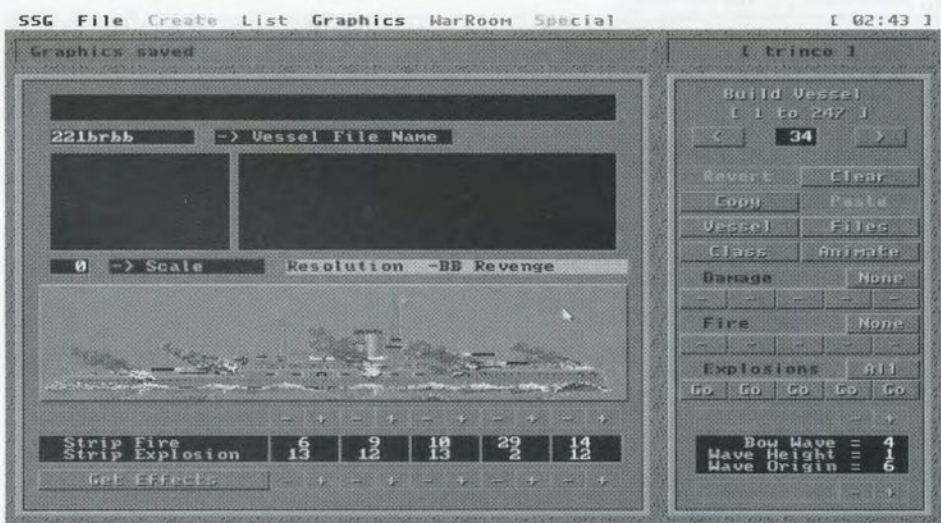 SSG File Create List Graphics WarRoom Special [ 02:43 ]
Graphics saved
[ trinco ]
221brbb -> Vessel File Name
0 -> Scale Resolution -BB Revenge
- + - + - + - + - +
Strip Fire 6 9 10 29 14
Strip Explosion 13 12 13 2 12
Get Effects - + - + - + - + - +
Build Vessel
[ 1 to 247 ]
< 34 >
Revert Clear
Copy Paste
Vessel Files
Class Animate
Damage None
- - - - -
Fire None
- - - - -
Explosions All
Go Go Go Go Go
- +
Bow Wave = 4
Wave Height = 1
Wave Origin = 6
- +